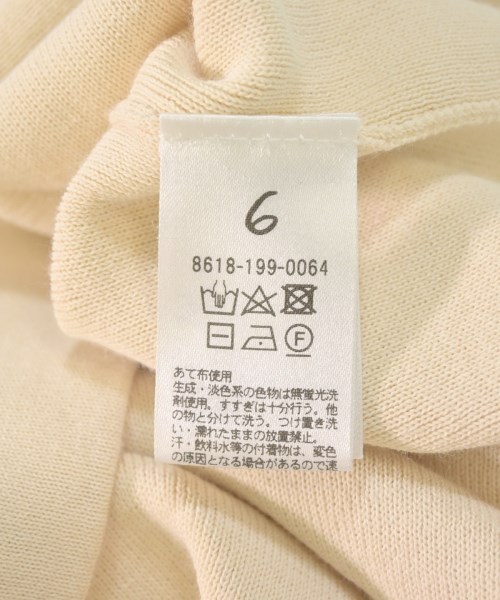 6
8618-199-0064
F
あて布使用
生成・淡色系の色物は無蛍光洗
剤使用。すすぎは十分行う。他
の物と分けて洗う。つけ置き洗
い・濡れたままの放置禁止。
汗・飲料水等の付着物は、変色
の原因となる場合があるので速